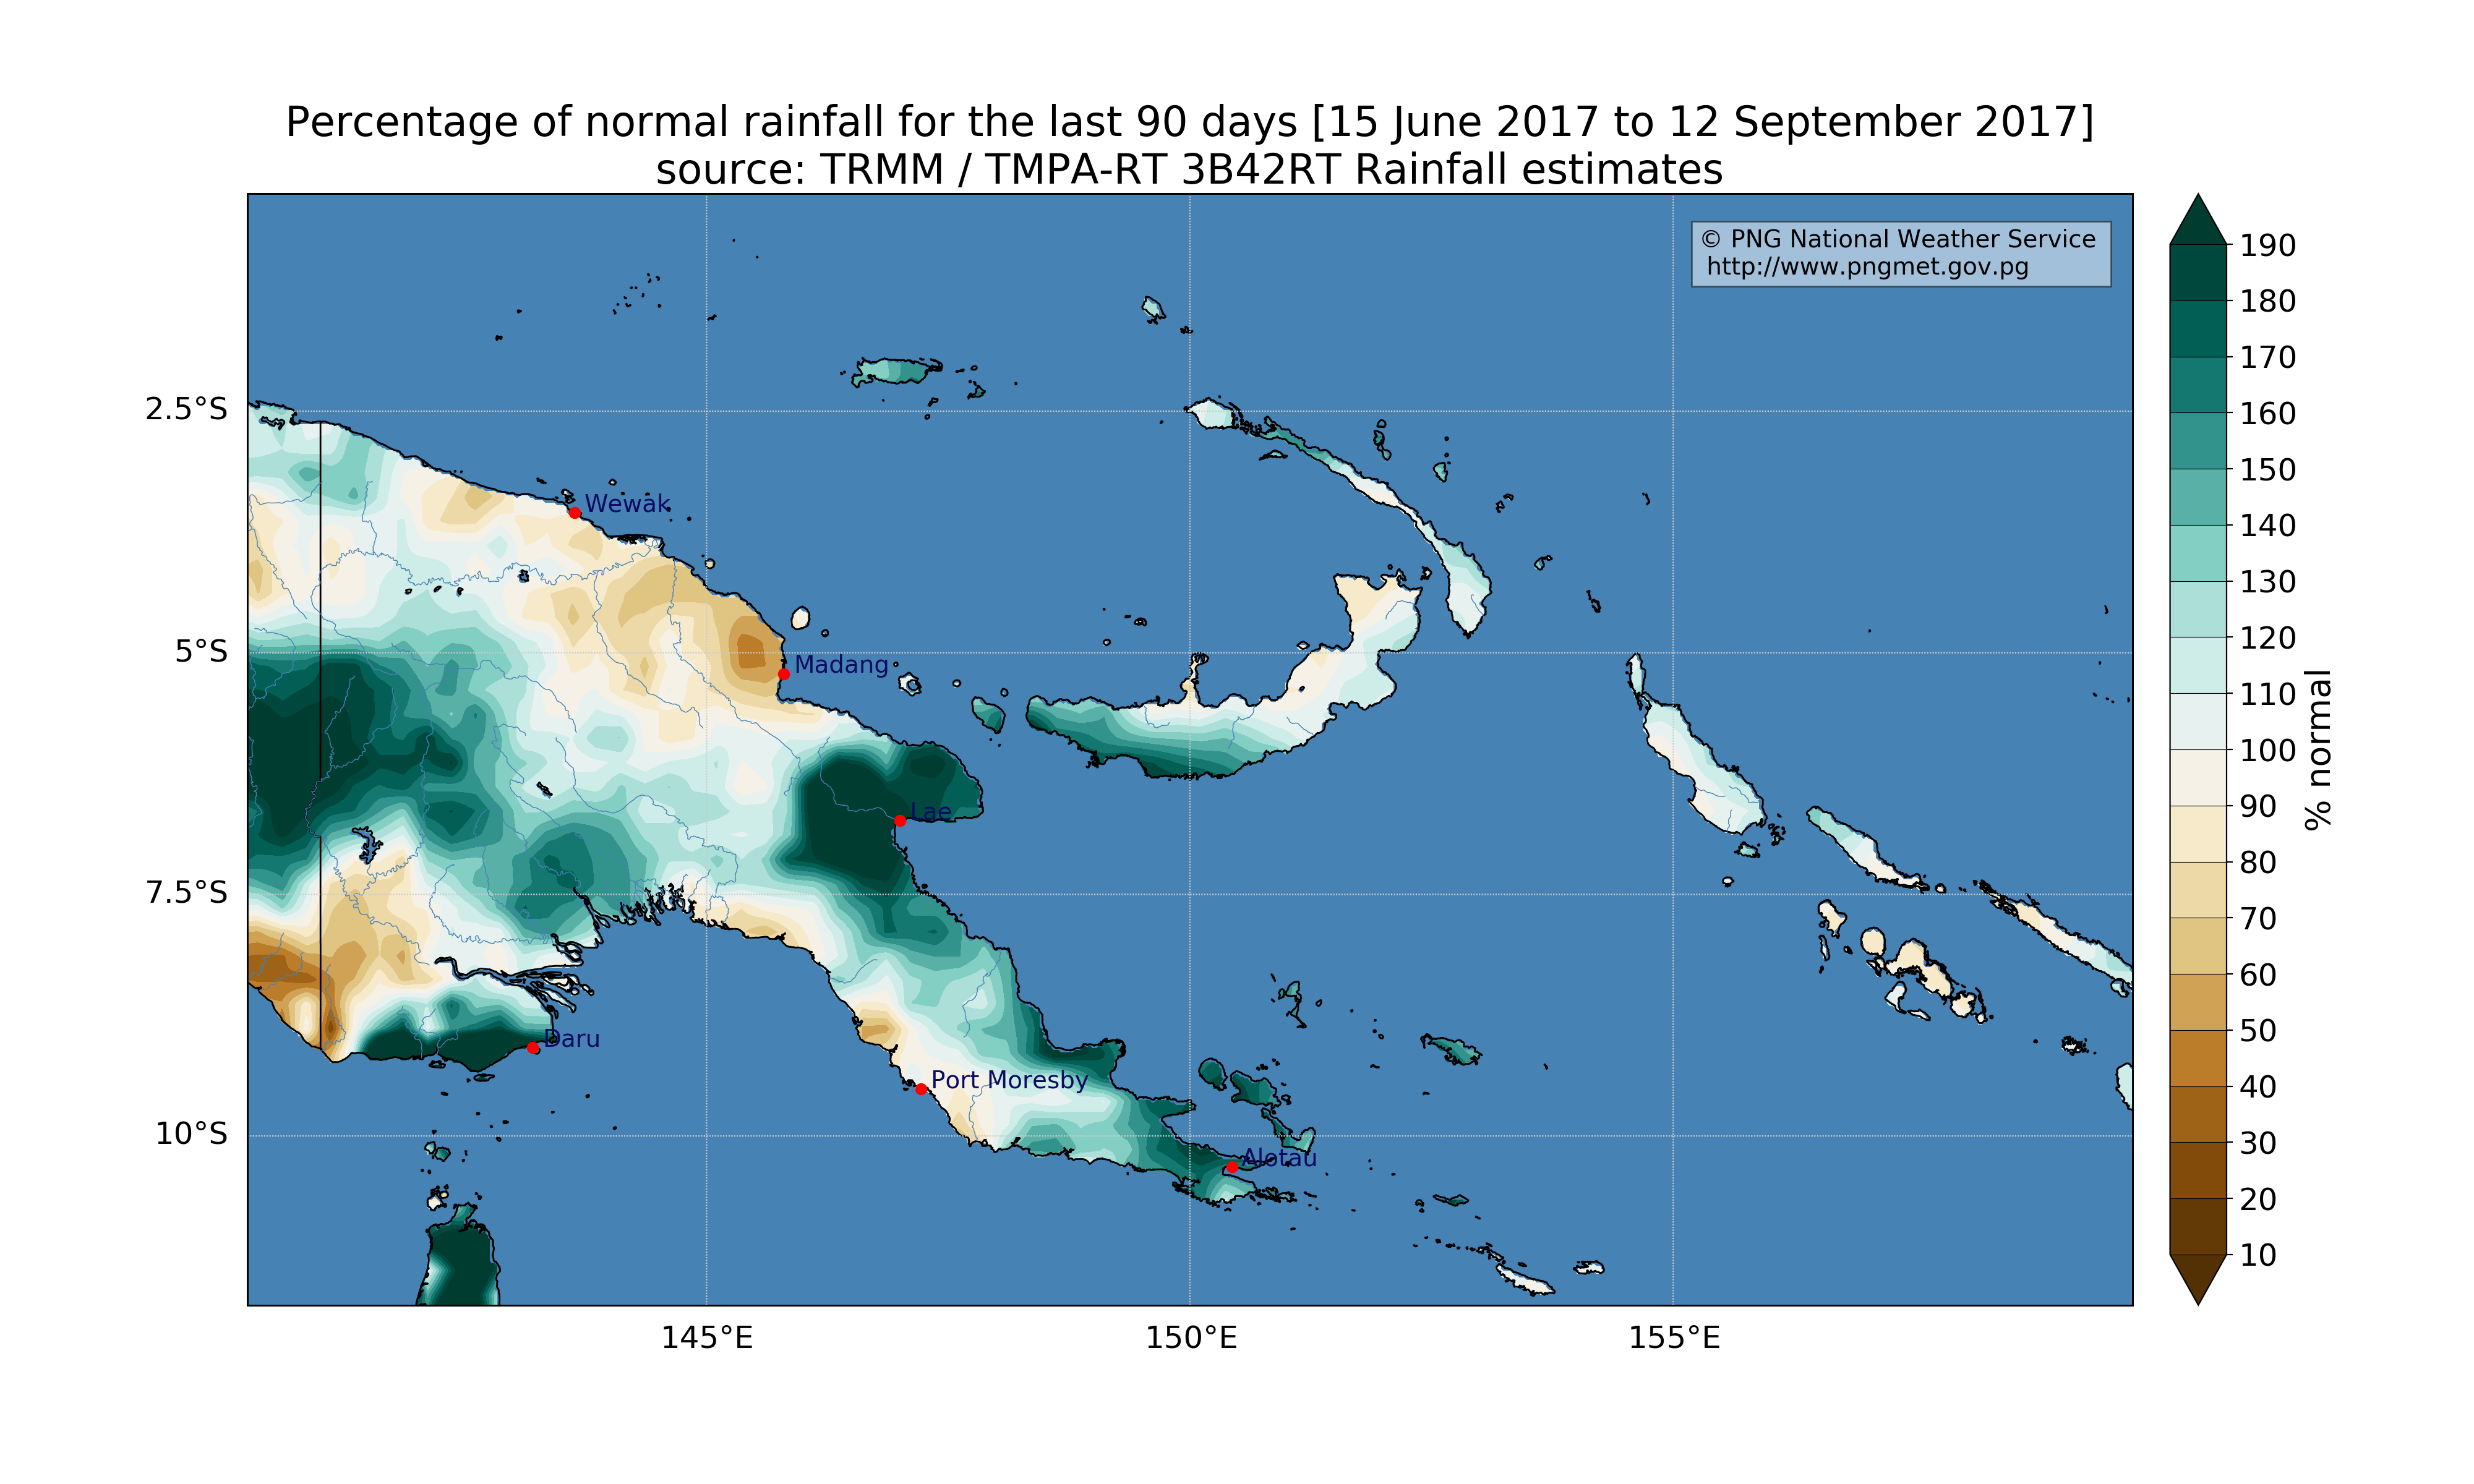 Percentage of normal rainfall for the last 90 days [15 June 2017 to 12 September 2017]
source: TRMM / TMPA-RT 3B42RT Rainfall estimates
© PNG National Weather Service
http://www.pngmet.gov.pg
2.5°S
5°S
7.5°S
10°S
Wewak
Madang
Lae
Daru
Port Moresby
Alotau
145°E
150°E
155°E
190
180
170
160
150
140
130
120
110
100
90
80
70
60
50
40
30
20
10
% normal